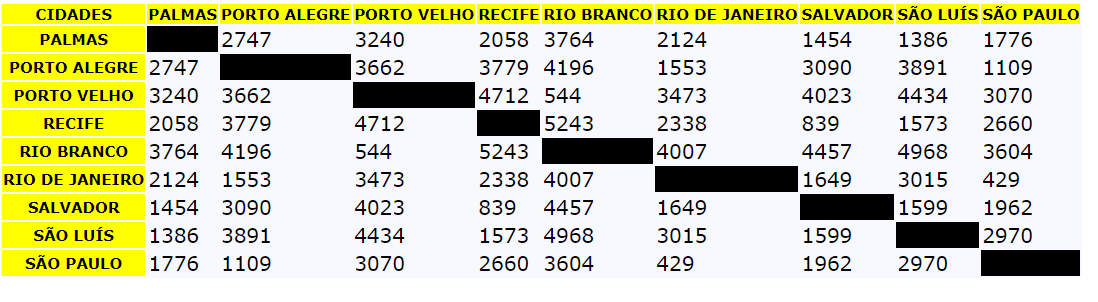 CIDADES PALMAS PORTO ALEGRE PORTO VELHO RECIFE RIO BRANCO RIO DE JANEIRO SALVADOR SÃO LUÍS SÃO PAULO
PALMAS 2747 3240 2058 3764 2124 1454 1386 1776
PORTO ALEGRE 2747 3662 3779 4196 1553 3090 3891 1109
PORTO VELHO 3240 3662 4712 544 3473 4023 4434 3070
RECIFE 2058 3779 4712 5243 2338 839 1573 2660
RIO BRANCO 3764 4196 544 5243 4007 4457 4968 3604
RIO DE JANEIRO 2124 1553 3473 2338 4007 1649 3015 429
SALVADOR 1454 3090 4023 839 4457 1649 1599 1962
SÃO LUÍS 1386 3891 4434 1573 4968 3015 1599 2970
SÃO PAULO 1776 1109 3070 2660 3604 429 1962 2970